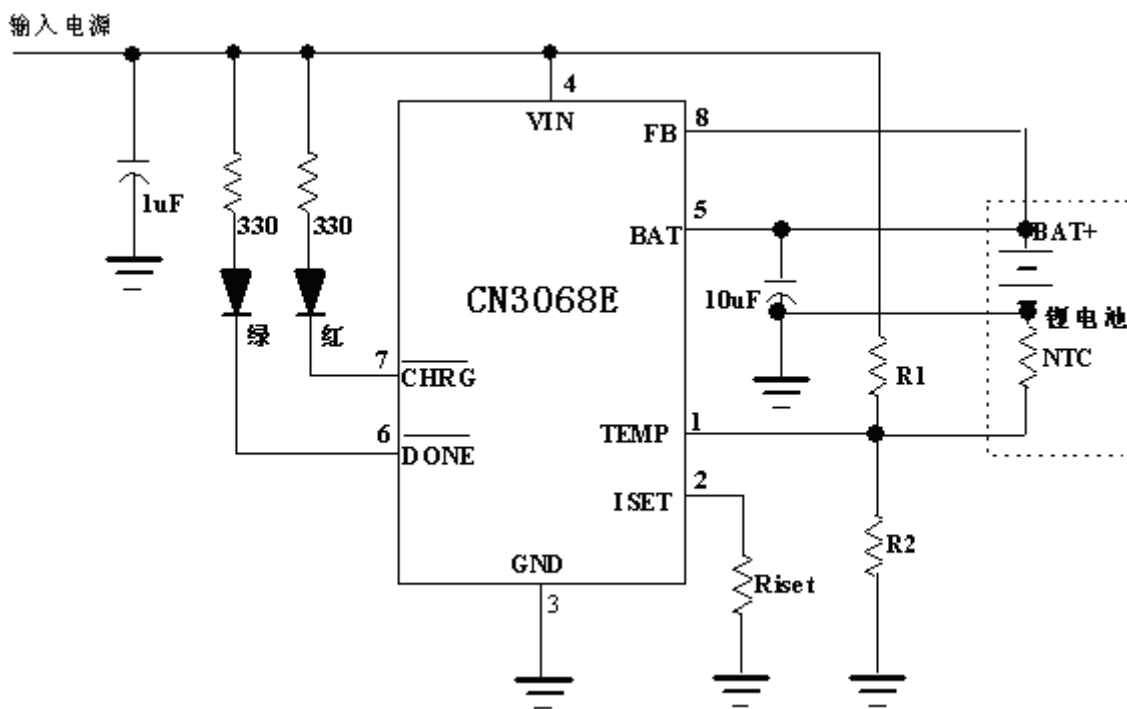 输入电源
4
VIN
8
FB
1uF
330
330
5
BAT
BAT+
CN3068E
10uF
绿
红
锂电池
7
CHRG
NTC
R1
6
DONE
TEMP
1
ISET
2
R2
GND
Riset
3